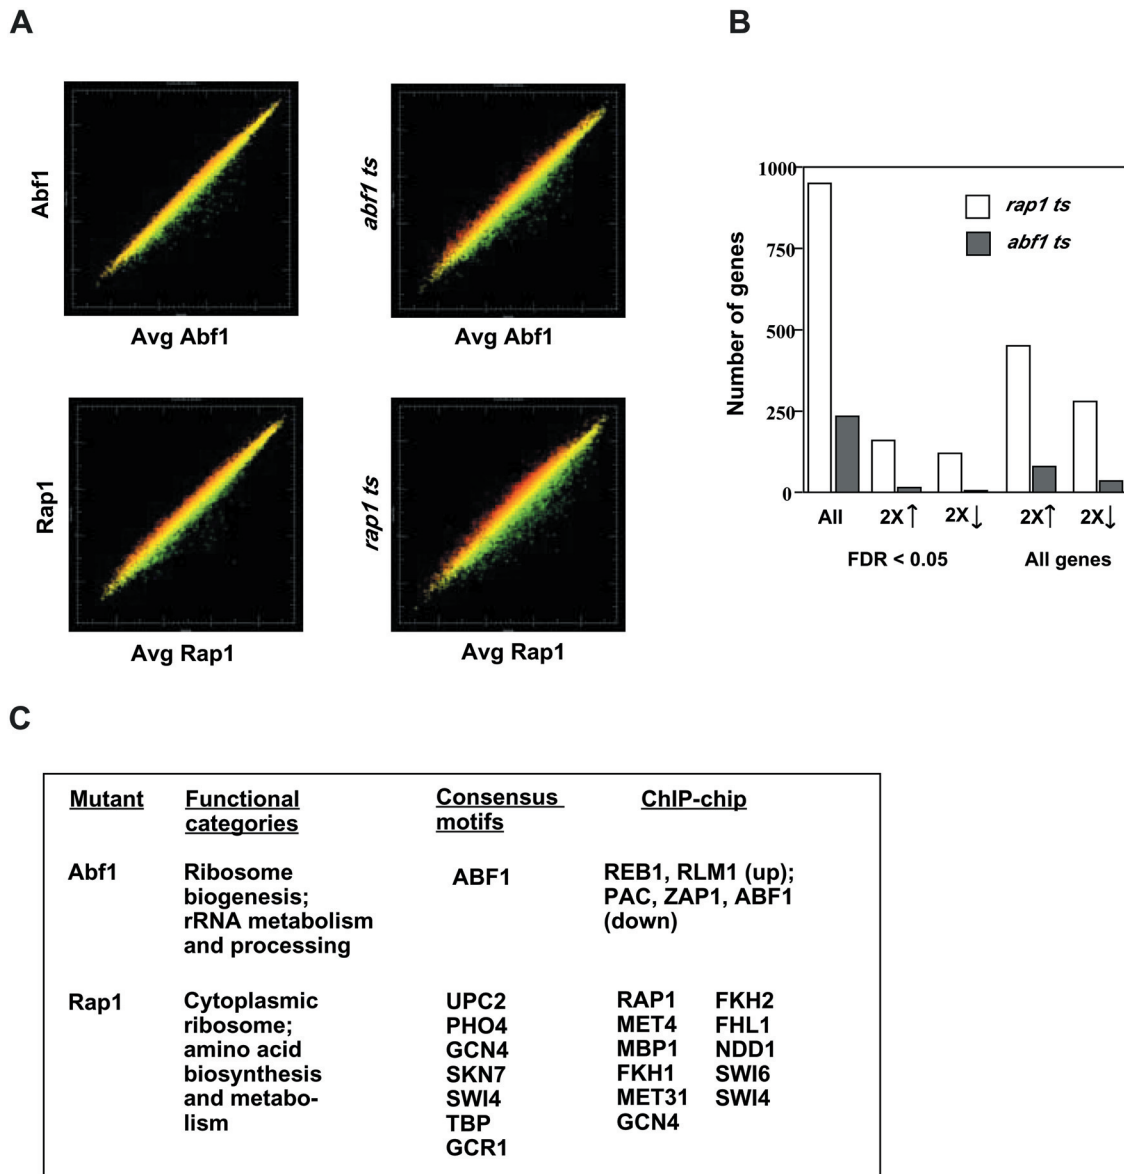 A
B
Abf1
Avg Abf1
abf1 ts
Avg Abf1
Rap1
Avg Rap1
rap1 ts
Avg Rap1
Number of genes
1000
750
500
250
0
rap1 ts
abf1 ts
All
2X↑
2X↓
2X↑
2X↓
FDR < 0.05
All genes
C
Mutant
Functional
categories
Consensus
motifs
ChIP-chip
Abf1
Ribosome
biogenesis;
rRNA metabolism
and processing
ABF1
REB1, RLM1 (up);
PAC, ZAP1, ABF1
(down)
Rap1
Cytoplasmic
ribosome;
amino acid
biosynthesis
and metabo-
lism
UPC2
PHO4
GCN4
SKN7
SWI4
TBP
GCR1
RAP1
MET4
MBP1
FKH1
MET31
GCN4
FKH2
FHL1
NDD1
SWI6
SWI4